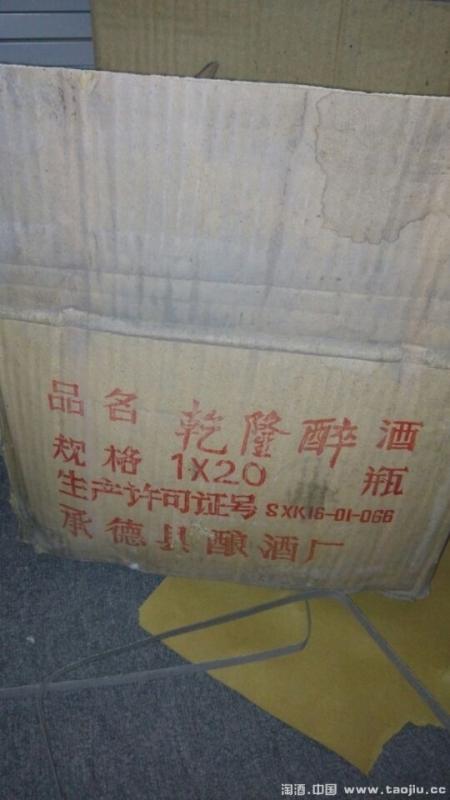 品名 乾隆醉酒
规格 1X20 瓶
生产许可证号 SXK16-01-066
承德县酿酒厂
淘酒.中国 www.taojiu.cc